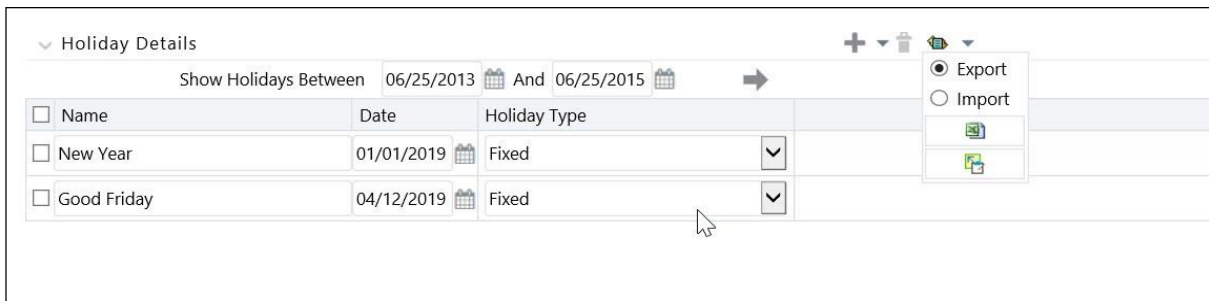 Holiday Details
Show Holidays Between 06/25/2013 And 06/25/2015
Export
Import
Name Date Holiday Type
New Year 01/01/2019 Fixed
Good Friday 04/12/2019 Fixed